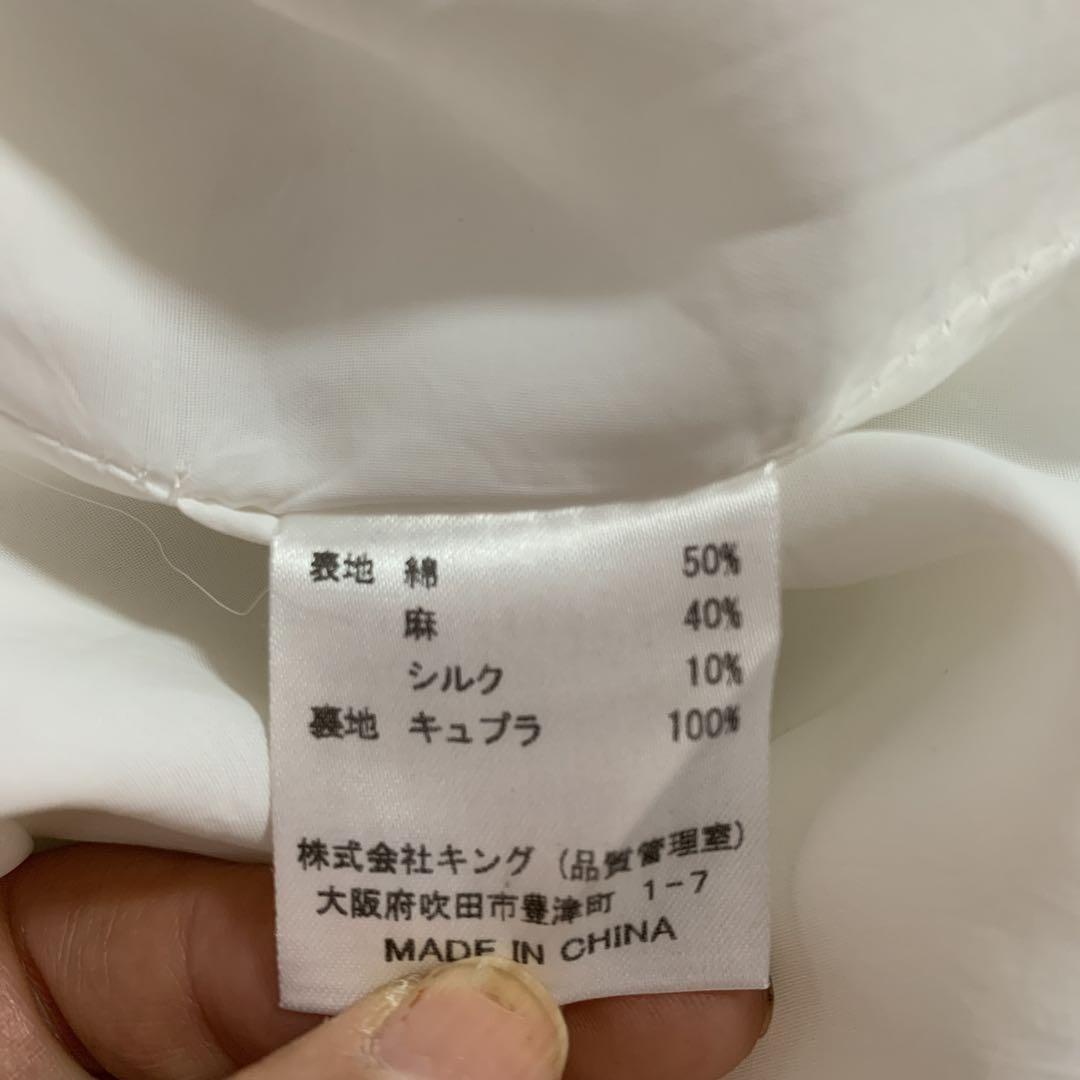 表地 綿 50%
麻 40%
シルク 10%
裏地 キュプラ 100%
株式会社キング (品質管理室)
大阪府吹田市豊津町 1-7
MADE IN CHINA